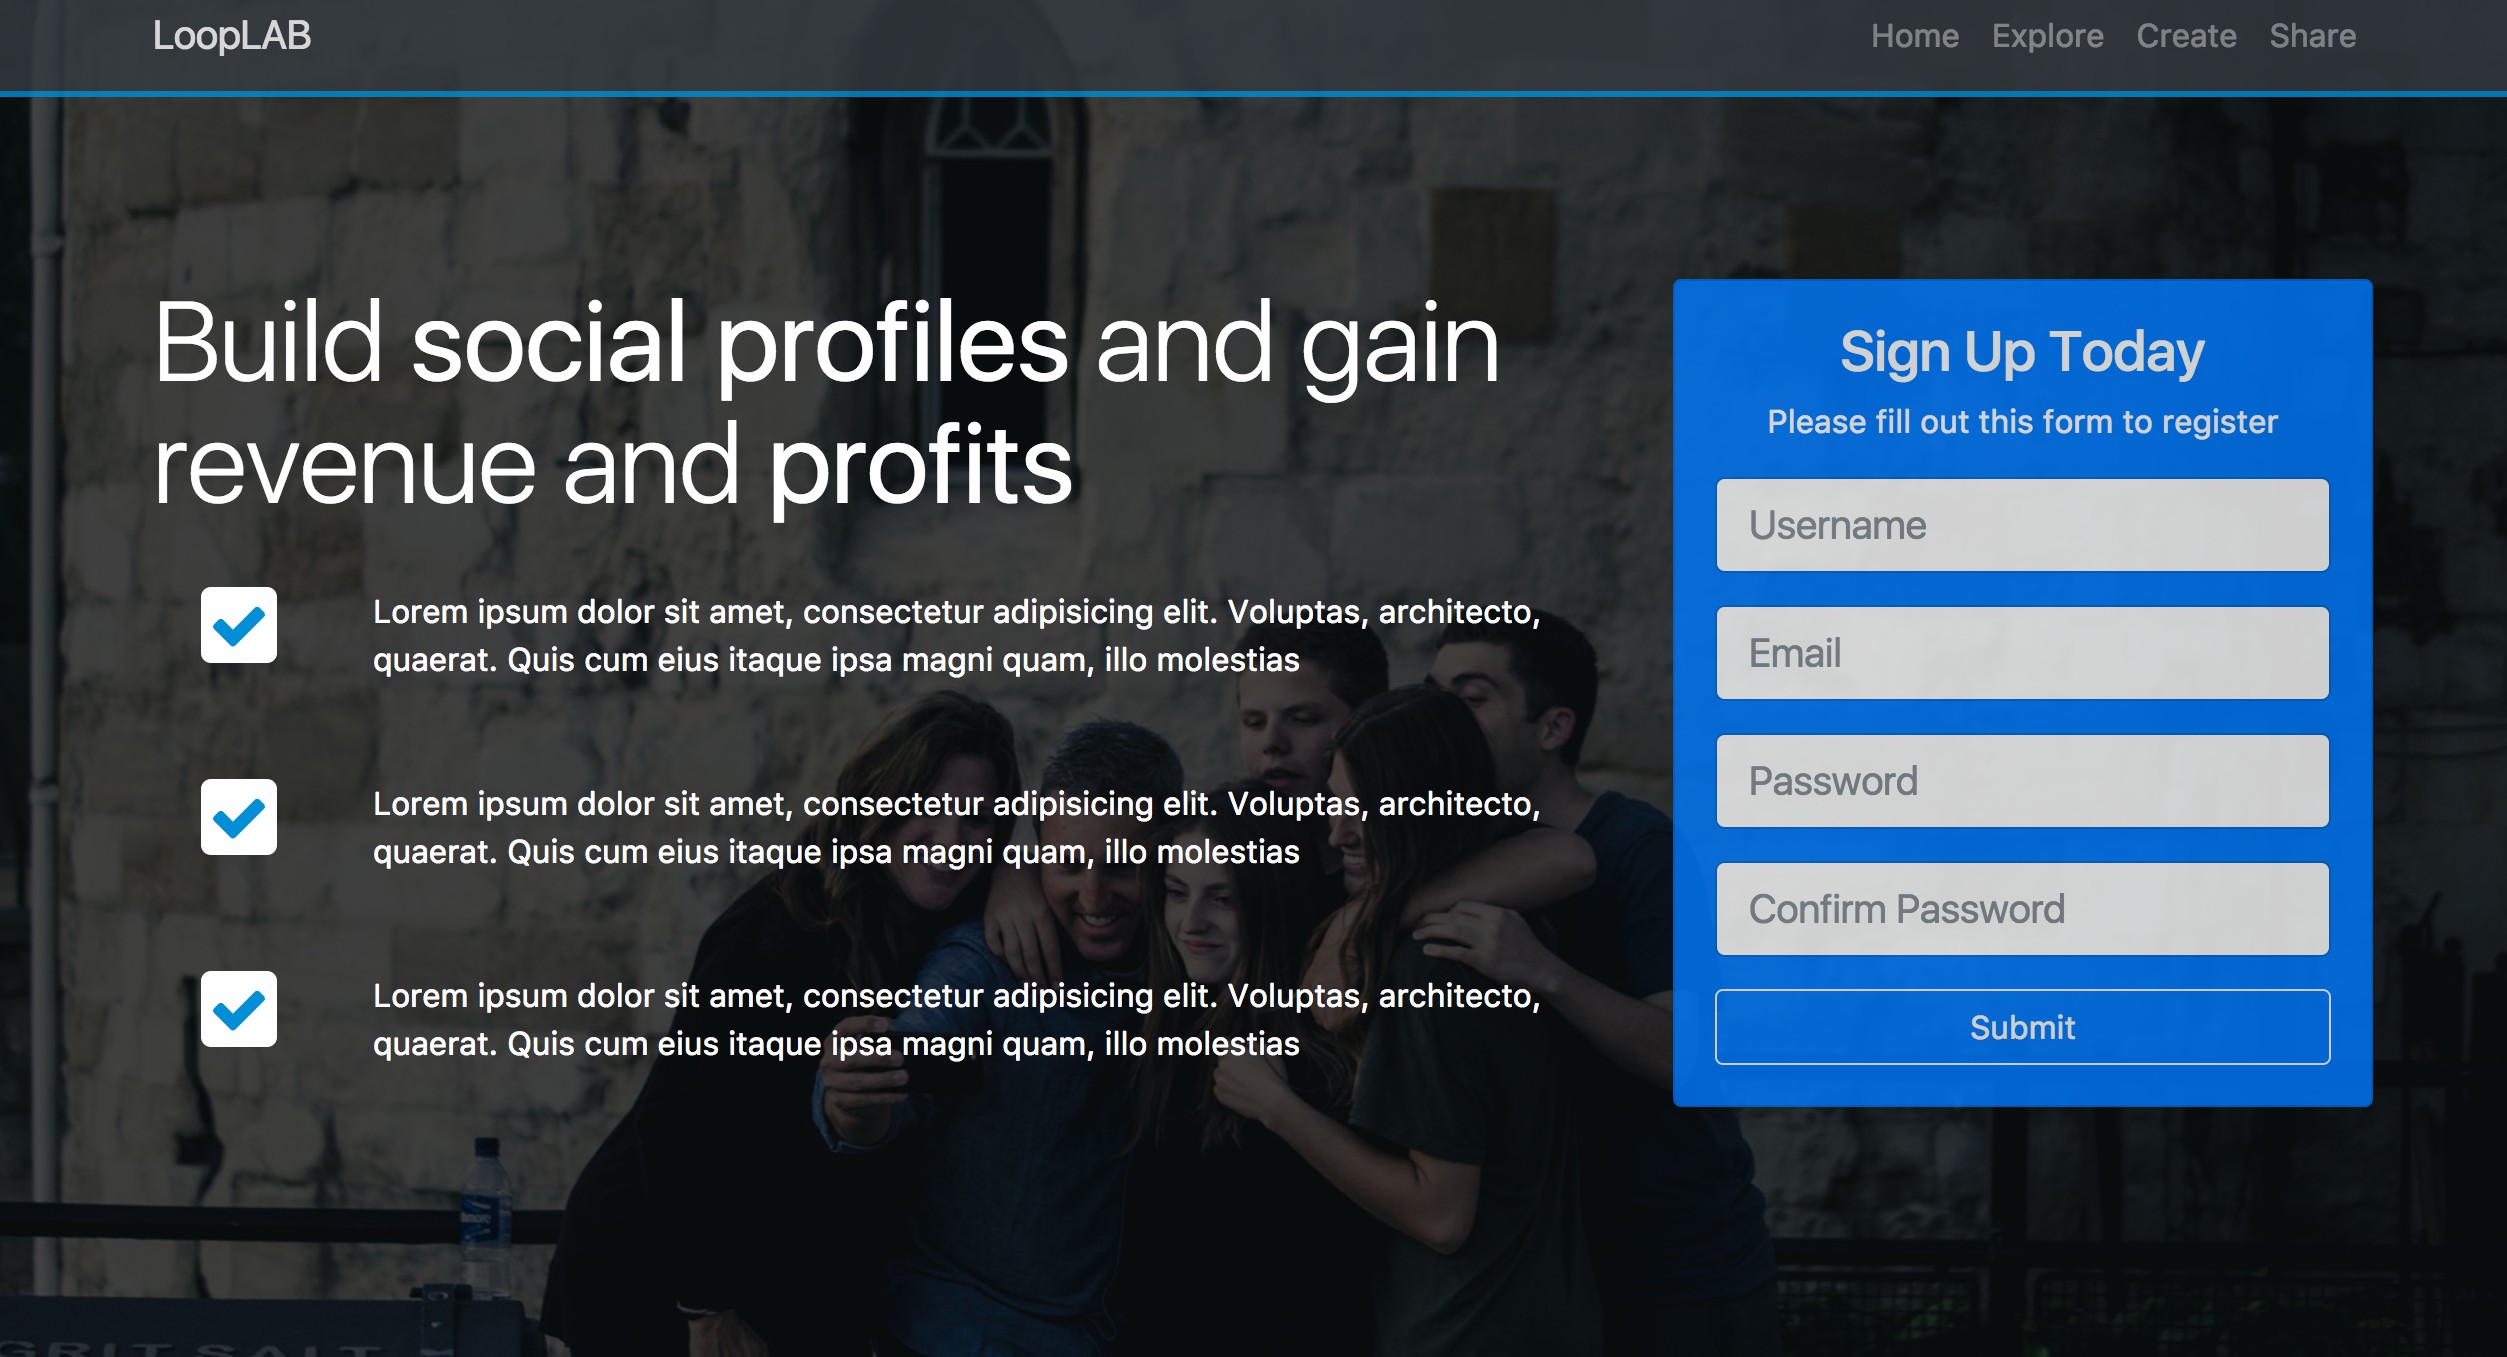 LoopLAB
Home Explore Create Share
Build social profiles and gain
revenue and profits
Lorem ipsum dolor sit amet, consectetur adipisicing elit. Voluptas, architecto,
quaerat. Quis cum eius itaque ipsa magni quam, illo molestias
Lorem ipsum dolor sit amet, consectetur adipisicing elit. Voluptas, architecto,
quaerat. Quis cum eius itaque ipsa magni quam, illo molestias
Lorem ipsum dolor sit amet, consectetur adipisicing elit. Voluptas, architecto,
quaerat. Quis cum eius itaque ipsa magni quam, illo molestias
Sign Up Today
Please fill out this form to register
Username
Email
Password
Confirm Password
Submit